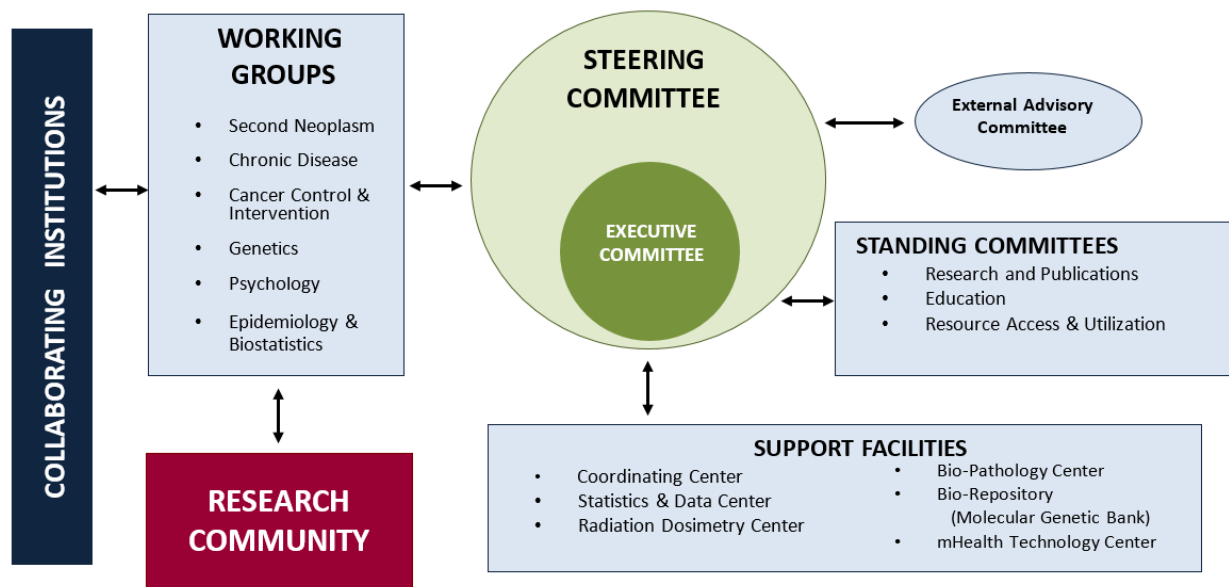 COLLABORATING INSTITUTIONS
WORKING
GROUPS
• Second Neoplasm
• Chronic Disease
• Cancer Control &
Intervention
• Genetics
• Psychology
• Epidemiology &
Biostatistics
RESEARCH
COMMUNITY
STEERING
COMMITTEE
EXECUTIVE
COMMITTEE
External Advisory
Committee
STANDING COMMITTEES
• Research and Publications
• Education
• Resource Access & Utilization
SUPPORT FACILITIES
• Coordinating Center
• Statistics & Data Center
• Radiation Dosimetry Center
• Bio-Pathology Center
• Bio-Repository
(Molecular Genetic Bank)
• mHealth Technology Center